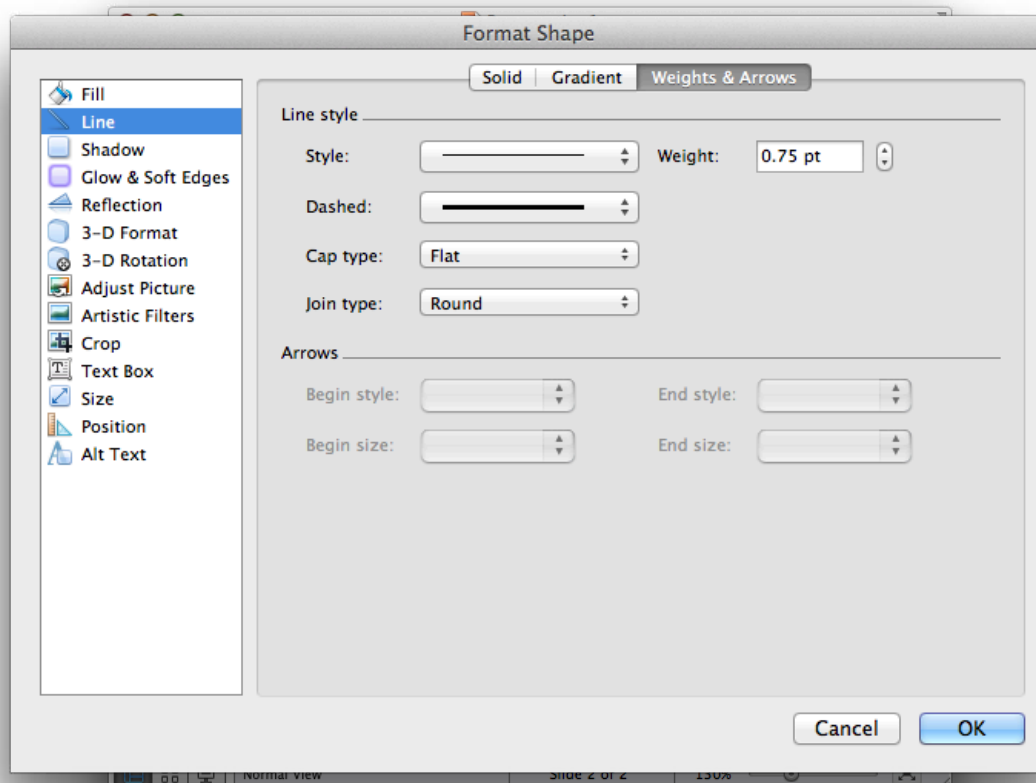 Format Shape
Solid Gradient Weights & Arrows
Fill
Line
Shadow
Glow & Soft Edges
Reflection
3-D Format
3-D Rotation
Adjust Picture
Artistic Filters
Crop
Text Box
Size
Position
Alt Text
Line style
Style: Weight: 0.75 pt
Dashed:
Cap type: Flat
Join type: Round
Arrows
Begin style: End style:
Begin size: End size:
Cancel OK
Normal View Slide 2 of 2 130%